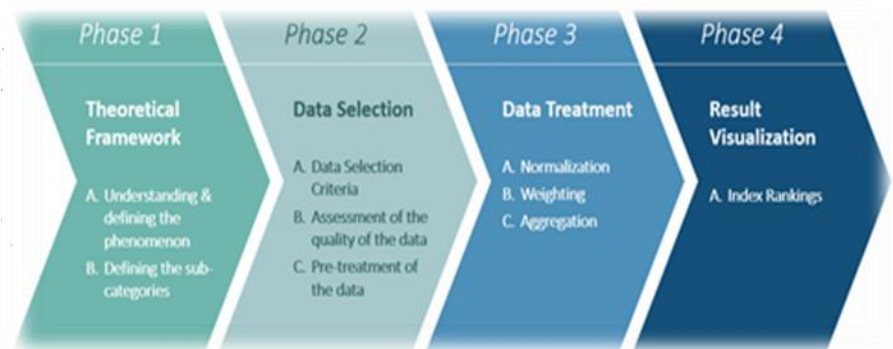 Phase 1
Theoretical
Framework
A. Understanding &
defining the
phenomenon
B. Defining the sub-
categories
Phase 2
Data Selection
A. Data Selection
Criteria
B. Assessment of the
quality of the data
C. Pre-treatment of
the data
Phase 3
Data Treatment
A. Normalization
B. Weighting
C. Aggregation
Phase 4
Result
Visualization
A. Index Rankings